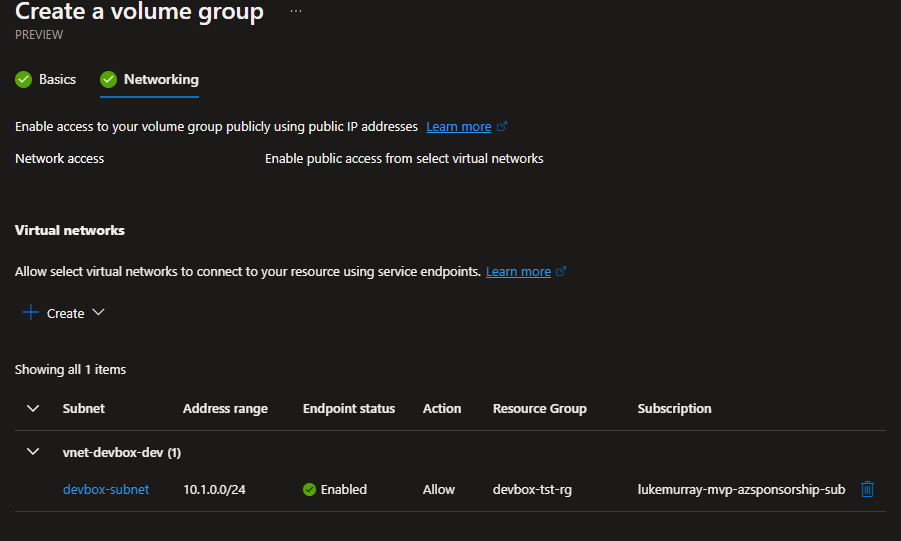 Create a volume group ...
PREVIEW
Basics Networking
Enable access to your volume group publicly using public IP addresses Learn more
Network access Enable public access from select virtual networks
Virtual networks
Allow select virtual networks to connect to your resource using service endpoints. Learn more
Create
Showing all 1 items
Subnet Address range Endpoint status Action Resource Group Subscription
vnet-devbox-dev (1)
devbox-subnet 10.1.0.0/24 Enabled Allow devbox-tst-rg lukemurray-mvp-azsponsorship-sub